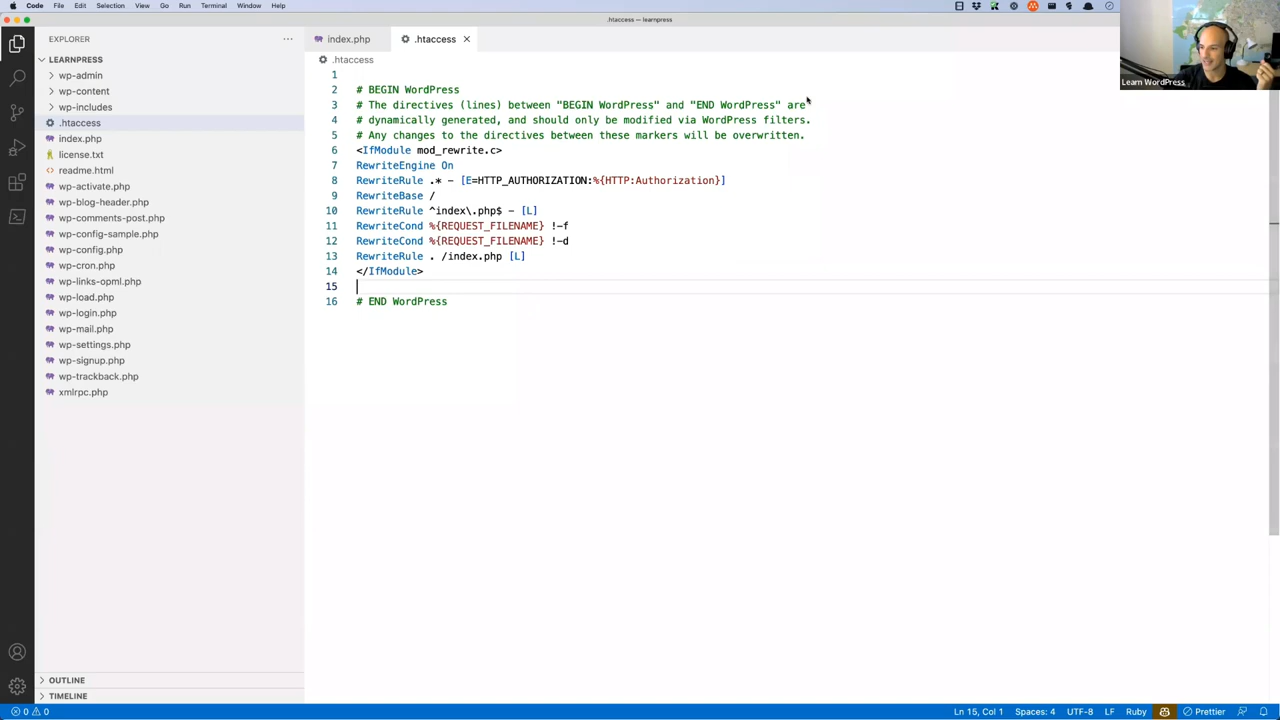 Code File Edit Selection View Go Run Terminal Window Help
.htaccess — learnpress
EXPLORER
LEARNPRESS
wp-admin
wp-content
wp-includes
.htaccess
index.php
license.txt
readme.html
wp-activate.php
wp-blog-header.php
wp-comments-post.php
wp-config-sample.php
wp-config.php
wp-cron.php
wp-links-opml.php
wp-load.php
wp-login.php
wp-mail.php
wp-settings.php
wp-signup.php
wp-trackback.php
xmlrpc.php
OUTLINE
TIMELINE
index.php .htaccess
.htaccess
1
2 # BEGIN WordPress
3 # The directives (lines) between "BEGIN WordPress" and "END WordPress" are
4 # dynamically generated, and should only be modified via WordPress filters.
5 # Any changes to the directives between these markers will be overwritten.
6 <IfModule mod_rewrite.c>
7 RewriteEngine On
8 RewriteRule .* - [E=HTTP_AUTHORIZATION:%{HTTP:Authorization}]
9 RewriteBase /
10 RewriteRule ^index\.php$ - [L]
11 RewriteCond %{REQUEST_FILENAME} !-f
12 RewriteCond %{REQUEST_FILENAME} !-d
13 RewriteRule . /index.php [L]
14 </IfModule>
15
16 # END WordPress
Learn WordPress
0 0 Ln 15, Col 1 Spaces: 4 UTF-8 LF Ruby Prettier